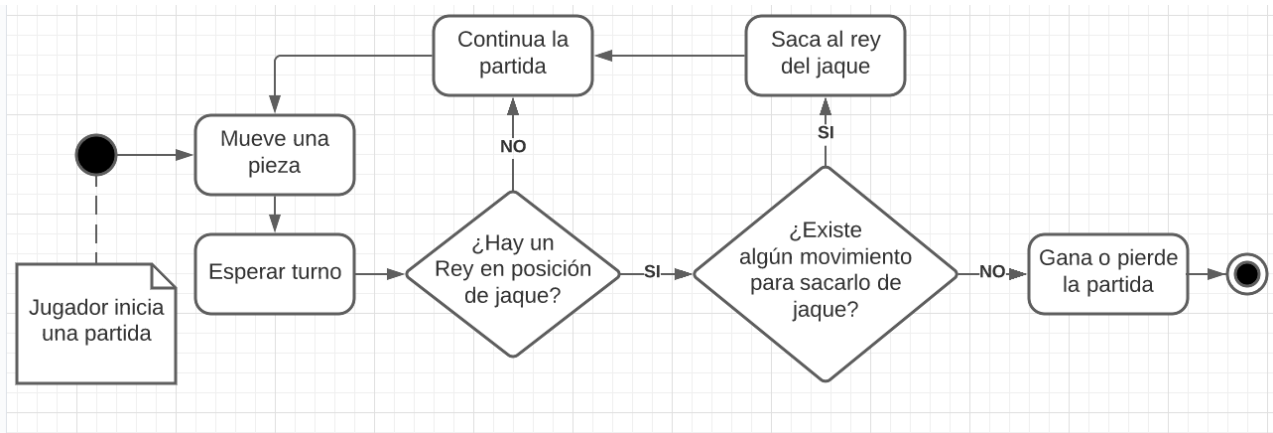 Continua la
partida
Saca al rey
del jaque
Mueve una
pieza
NO
SI
Esperar turno
¿Hay un
Rey en posición
de jaque?
SI
¿Existe
algún movimiento
para sacarlo de
jaque?
NO
Gana o pierde
la partida
Jugador inicia
una partida